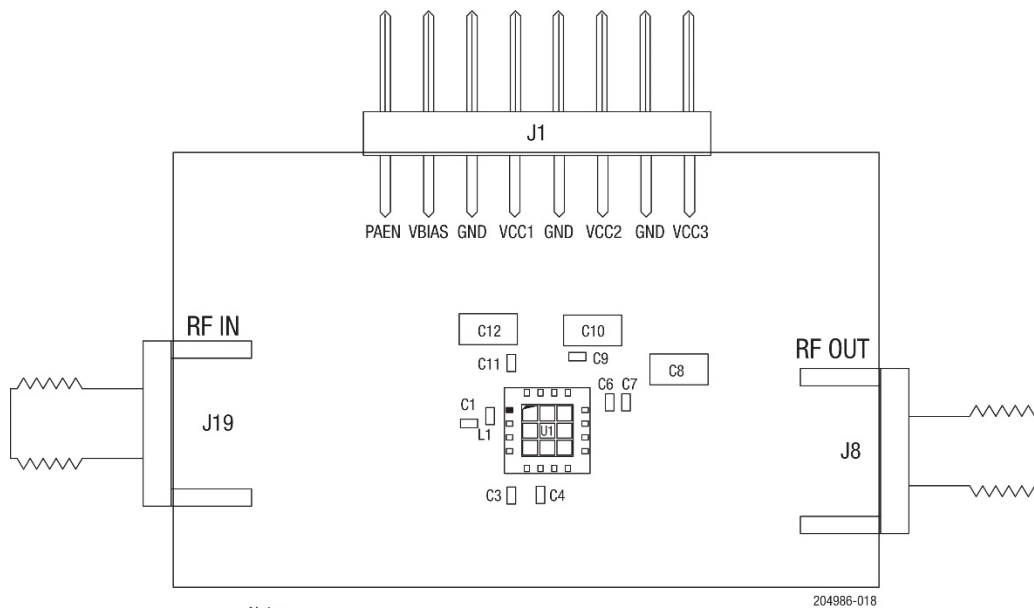 J1
PAEN VBIAS GND VCC1 GND VCC2 GND VCC3
RF IN
J19
C12
C10
C11
C9
C8
RF OUT
C6 C7
C1
L1
U1
J8
C3
C4
204986-018